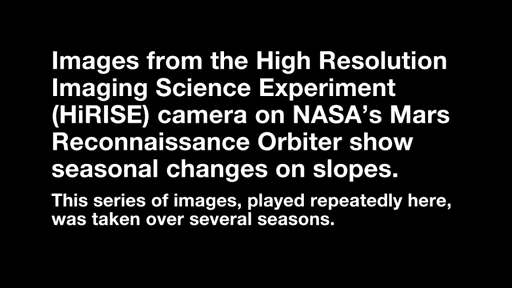 Images from the High Resolution
Imaging Science Experiment
(HiRISE) camera on NASA’s Mars
Reconnaissance Orbiter show
seasonal changes on slopes.
This series of images, played repeatedly here,
was taken over several seasons.